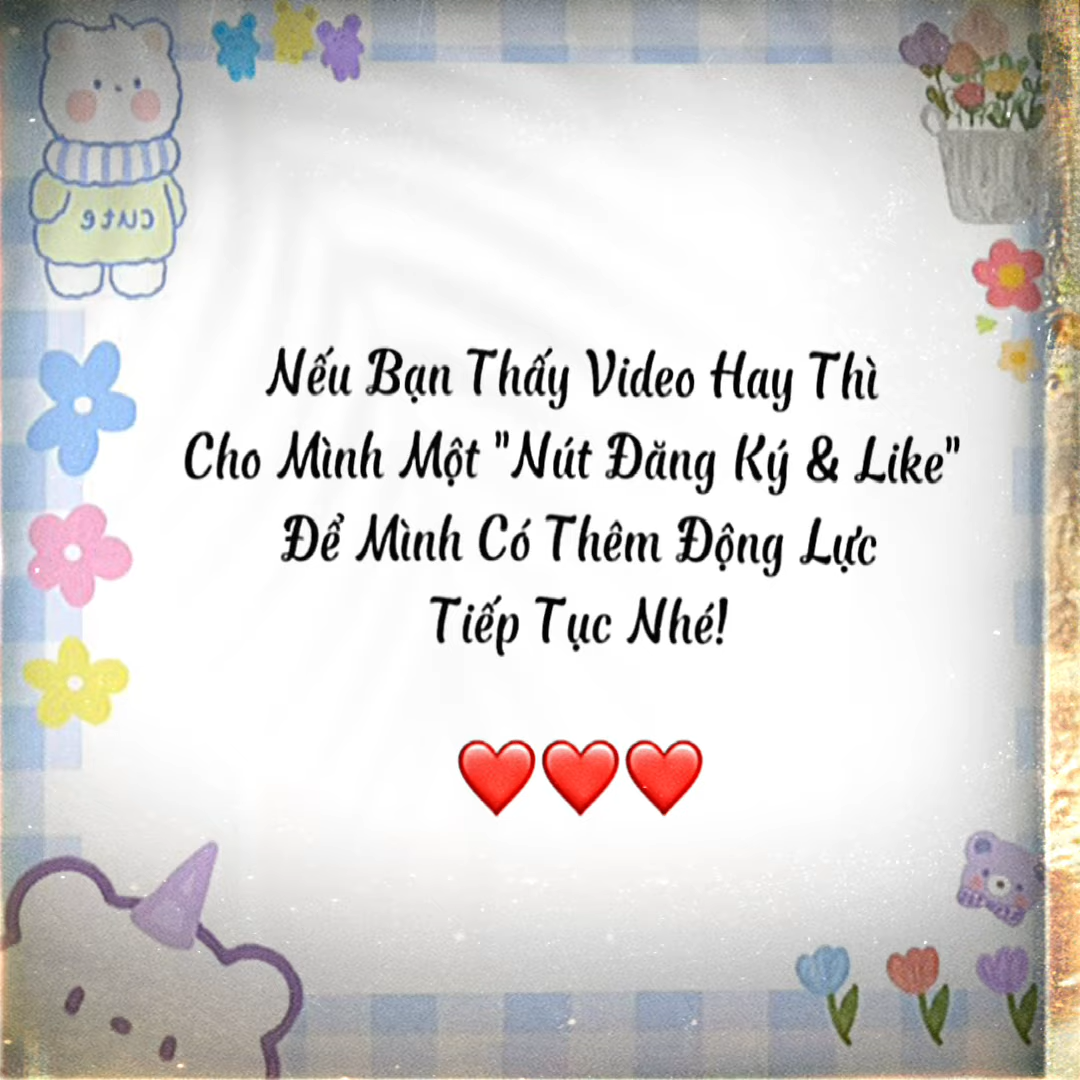 CUTE
Nếu Bạn Thấy Video Hay Thì
Cho Mình Một "Nút Đăng Ký & Like"
Để Mình Có Thêm Động Lực
Tiếp Tục Nhé!